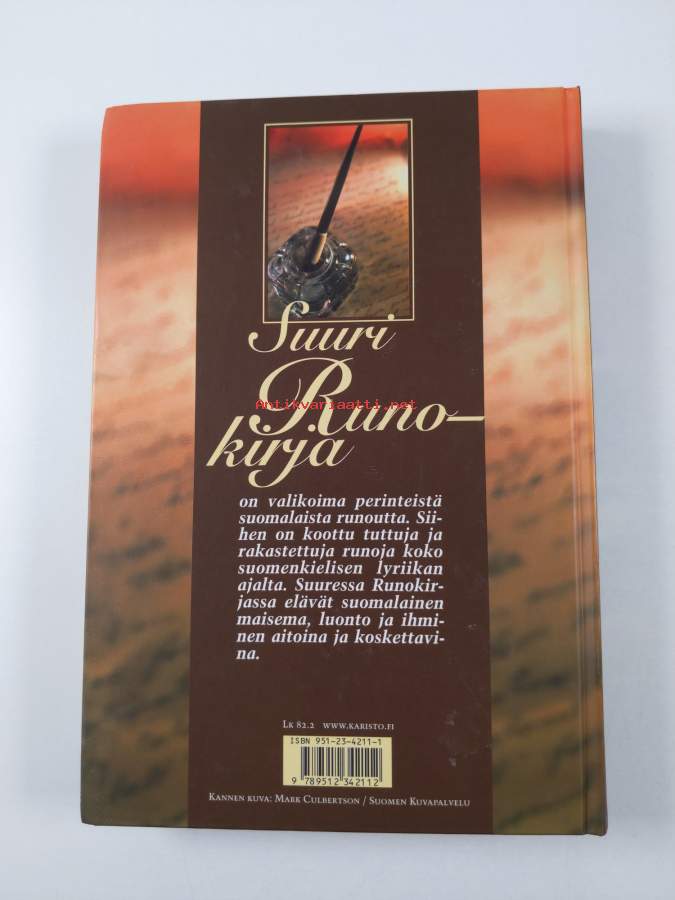 Suuri
Runo-
Antikvariaatti.net
kirja
on valikoima perinteistä
suomalaista runoutta. Sii-
hen on koottu tuttuja ja
rakastettuja runoja koko
suomenkielisen lyriikan
ajalta. Suuressa Runokir-
jassa elävät suomalainen
maisema, luonto ja ihmi-
nen aitoina ja koskettavi-
na.
LK 82.2 WWW.KARISTO.FI
ISBN 951-23-4211-1
9 789512 342112
KANNEN KUVA: MARK CULBERTSON / SUOMEN KUVAPALVELU